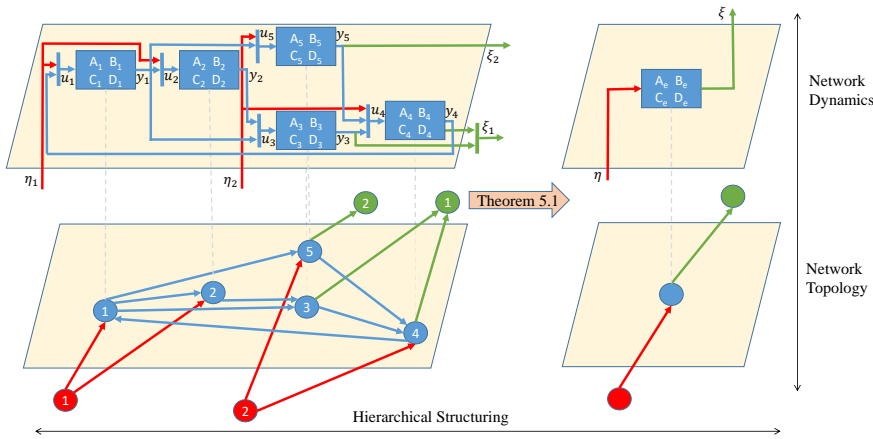 u₅
A₅ B₅
C₅ D₅
y₅
ξ₂
u₁
A₁ B₁
C₁ D₁
y₁
u₂
A₂ B₂
C₂ D₂
y₂
u₃
A₃ B₃
C₃ D₃
y₃
u₄
A₄ B₄
C₄ D₄
y₄
ξ₁
η₁
η₂
ξ
Aₑ Bₑ
Cₑ Dₑ
η
Network
Dynamics
Theorem 5.1
2
1
5
2
1
3
4
1
2
Network
Topology
Hierarchical Structuring